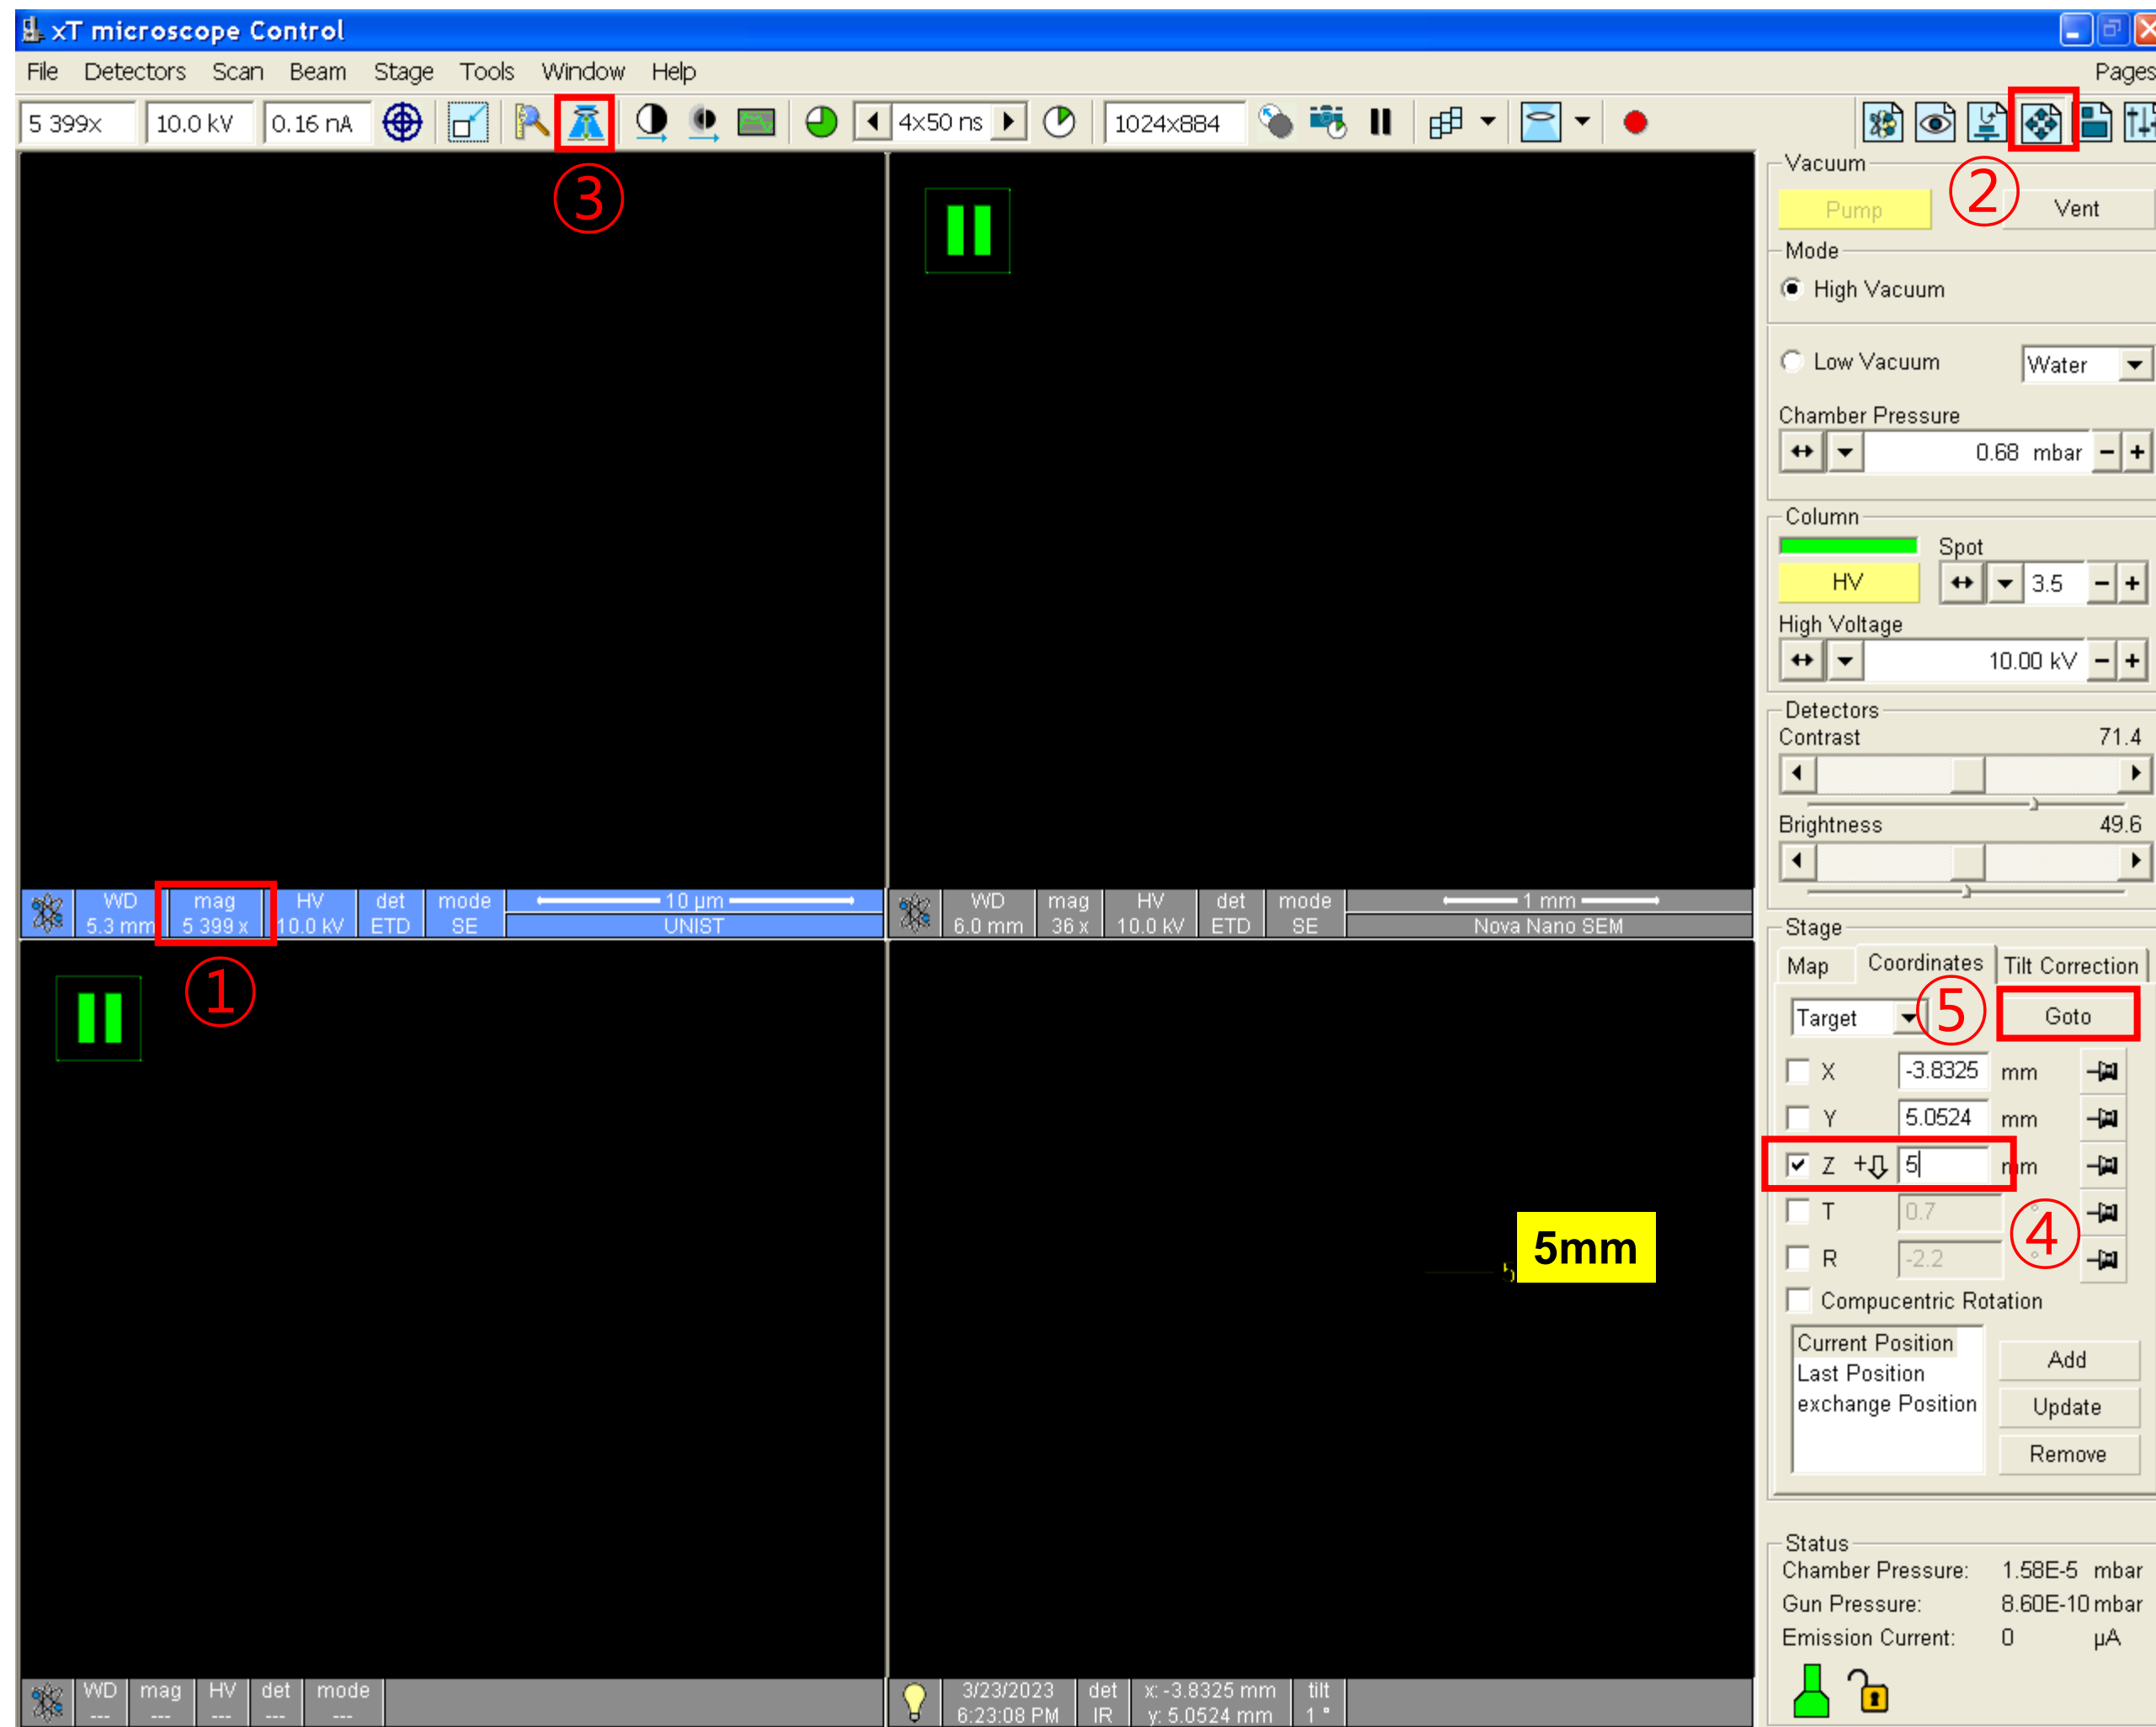 xT microscope Control
File Detectors Scan Beam Stage Tools Window Help Pages
5 399x 10.0 kV 0.16 nA 4x50 ns 1024x884
③
②
Vacuum
Pump Vent
Mode
High Vacuum
Low Vacuum Water
Chamber Pressure
0.68 mbar - +
Column
Spot
HV 3.5 - +
High Voltage
10.00 kV - +
Detectors
Contrast 71.4
Brightness 49.6
WD mag HV det mode 10 µm
5.3 mm 5 399 x 10.0 kV ETD SE UNIST
WD mag HV det mode 1 mm
6.0 mm 36 x 10.0 kV ETD SE Nova Nano SEM
①
Stage
Map Coordinates Tilt Correction
Target ⑤ Goto
X -3.8325 mm
Y 5.0524 mm
Z + 5 mm
T 0.7 °
④
R -2.2 °
5mm
Compucentric Rotation
Current Position
Last Position
exchange Position
Add
Update
Remove
Status
Chamber Pressure: 1.58E-5 mbar
Gun Pressure: 8.60E-10 mbar
Emission Current: 0 µA
WD mag HV det mode
--- --- --- --- ---
3/23/2023 det x: -3.8325 mm tilt
6:23:08 PM IR y: 5.0524 mm 1 °